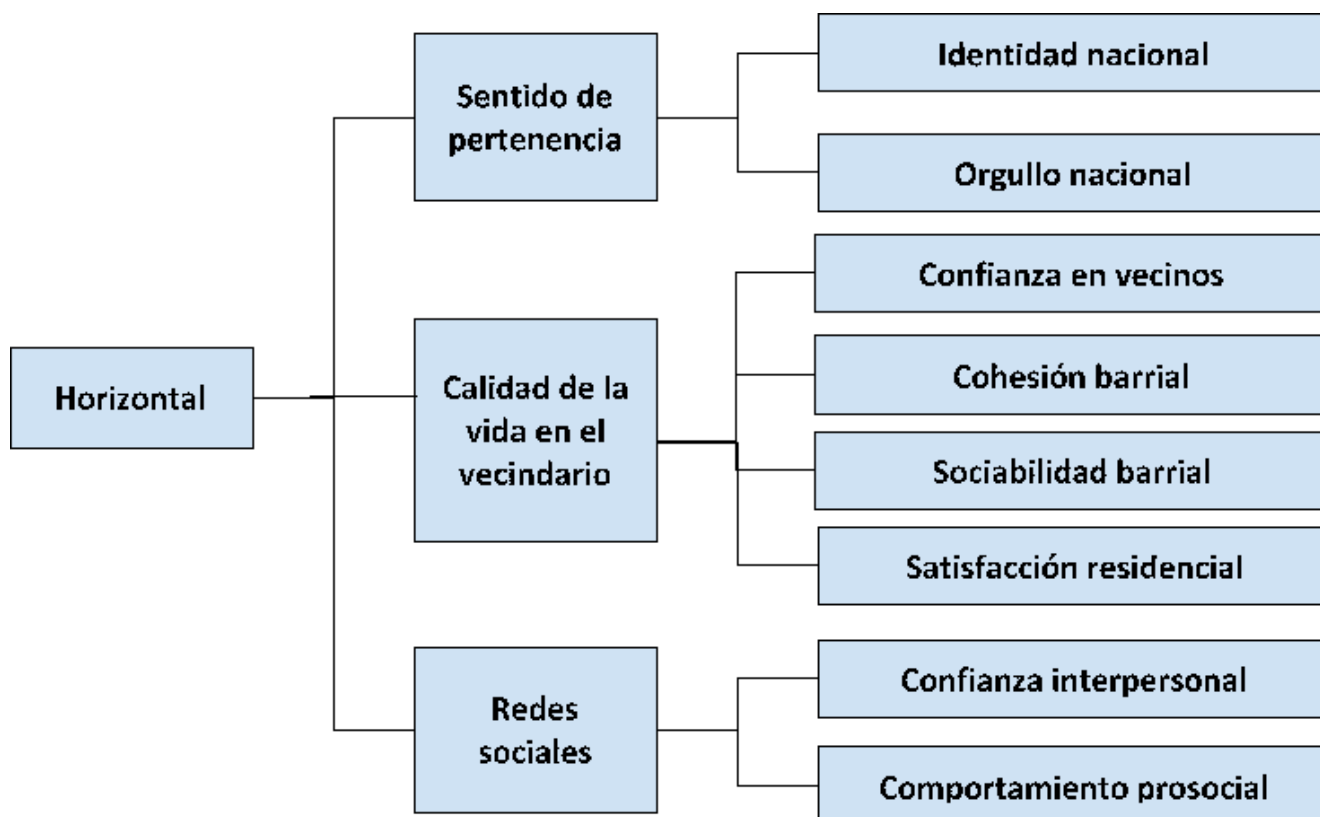 Horizontal
Sentido de
pertenencia
Identidad nacional
Orgullo nacional
Calidad de la
vida en el
vecindario
Confianza en vecinos
Cohesión barrial
Sociabilidad barrial
Satisfacción residencial
Redes
sociales
Confianza interpersonal
Comportamiento prosocial